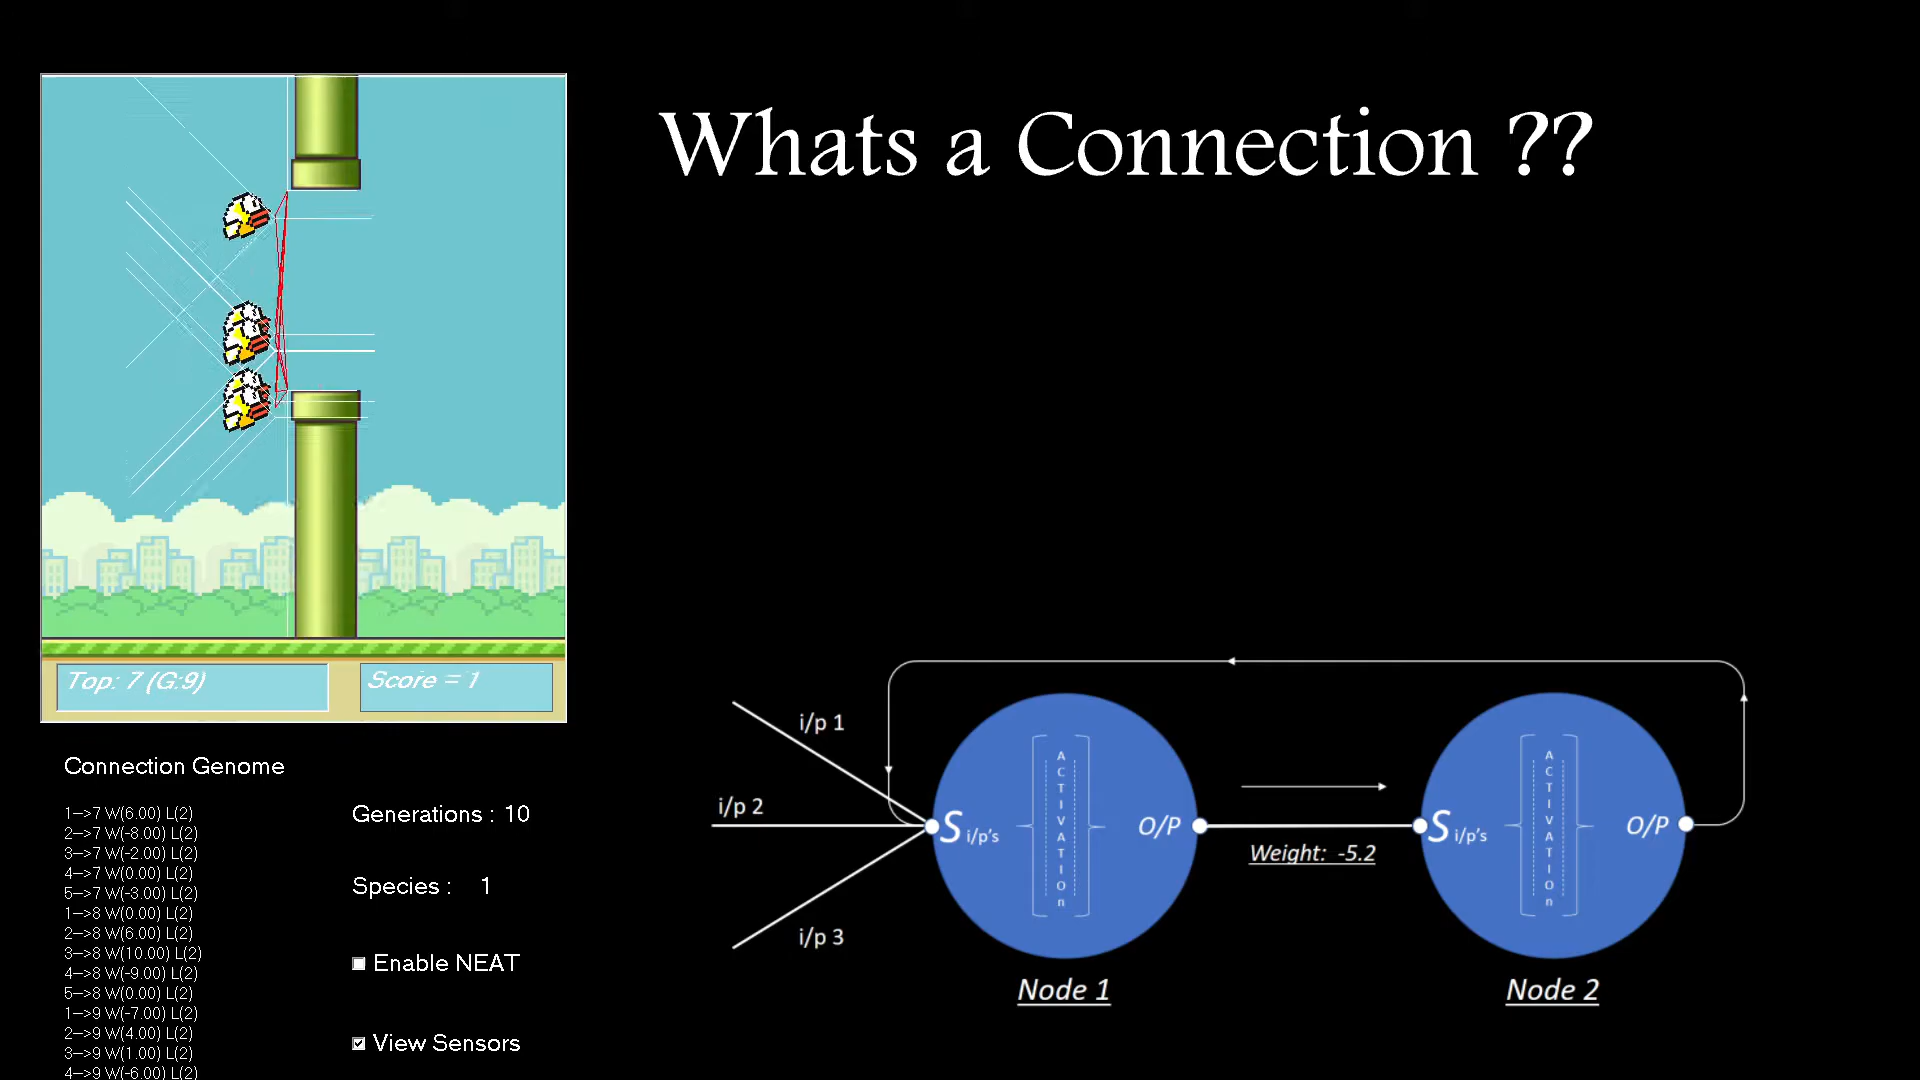 Whats a Connection ??
Top: 7 (G:9)
Score = 1
Connection Genome
1-->7 W(6.00) L(2)
2-->7 W(-8.00) L(2)
3-->7 W(-2.00) L(2)
4-->7 W(0.00) L(2)
5-->7 W(-3.00) L(2)
1-->8 W(0.00) L(2)
2-->8 W(6.00) L(2)
3-->8 W(10.00) L(2)
4-->8 W(-9.00) L(2)
5-->8 W(0.00) L(2)
1-->9 W(-7.00) L(2)
2-->9 W(4.00) L(2)
3-->9 W(1.00) L(2)
4-->9 W(-6.00) L(2)
Generations : 10
Species : 1
Enable NEAT
View Sensors
i/p 1
i/p 2
i/p 3
S i/p's
ACTIVATIOn
O/P
Weight: -5.2
S i/p's
ACTIVATIOn
O/P
Node 1
Node 2